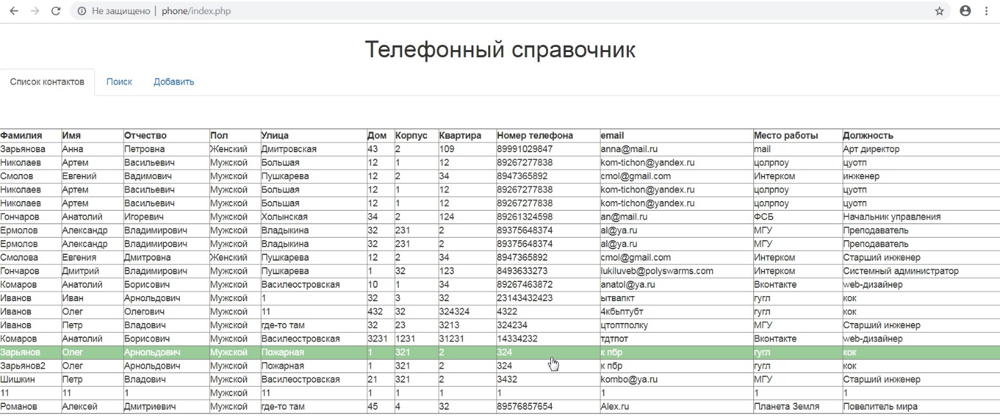 Не защищено | phone/index.php
Телефонный справочник
Список контактов Поиск Добавить
Фамилия Имя Отчество Пол Улица Дом Корпус Квартира Номер телефона email Место работы Должность
Зарьянова Анна Петровна Женский Дмитровская 43 2 109 89991029847 anna@mail.ru mail Арт директор
Николаев Артем Васильевич Мужской Большая 12 1 12 89267277838 kom-tichon@yandex.ru цолрпоу цуотп
Смолов Евгений Вадимович Мужской Пушкарева 12 2 34 8947365892 cmol@gmail.com Интерком инженер
Николаев Артем Васильевич Мужской Большая 12 1 12 89267277838 kom-tichon@yandex.ru цолрпоу цуотп
Николаев Артем Васильевич Мужской Большая 12 1 12 89267277838 kom-tichon@yandex.ru цолрпоу цуотп
Гончаров Анатолий Игоревич Мужской Холынская 34 2 124 89261324598 an@mail.ru ФСБ Начальник управления
Ермолов Александр Владимирович Мужской Владыкина 32 231 2 89375648374 al@ya.ru МГУ Преподаватель
Ермолов Александр Владимирович Мужской Владыкина 32 231 2 89375648374 al@ya.ru МГУ Преподаватель
Смолова Евгения Дмитровна Женский Пушкарева 12 2 34 8947365892 cmol@gmail.com Интерком Старший инженер
Гончаров Дмитрий Владимирович Мужской Пушкарева 1 32 123 8493633273 lukiluveb@polyswarms.com Интерком Системный администратор
Комаров Анатолий Борисович Мужской Василеостровская 10 1 34 89267463872 anatol@ya.ru Вконтакте web-дизайнер
Иванов Иван Арнольдович Мужской 1 32 3 32 23143432423 ытвапкт гугл кок
Иванов Олег Олегович Мужской 11 432 32 324324 4322 4кбьптубт гугл кок
Иванов Петр Владович Мужской где-то там 32 23 3213 324234 цтоптполку МГУ Старший инженер
Комаров Анатолий Борисович Мужской Василеостровская 3231 1231 31231 14334232 тдтпот Вконтакте web-дизайнер
Зарьянов Олег Арнольдович Мужской Пожарная 1 321 2 324 к пбр гугл кок
Зарьянов2 Олег Арнольдович Мужской Пожарная 1 321 2 324 к пбр гугл кок
Шишкин Петр Владович Мужской Василеостровская 21 321 2 3432 kombo@ya.ru МГУ Старший инженер
11 11 1 Мужской 11 1 1 1 1 1 1 1
Романов Алексей Дмитриевич Мужской где-то там 45 4 32 89576857654 Alex.ru Планета Земля Повелитель мира